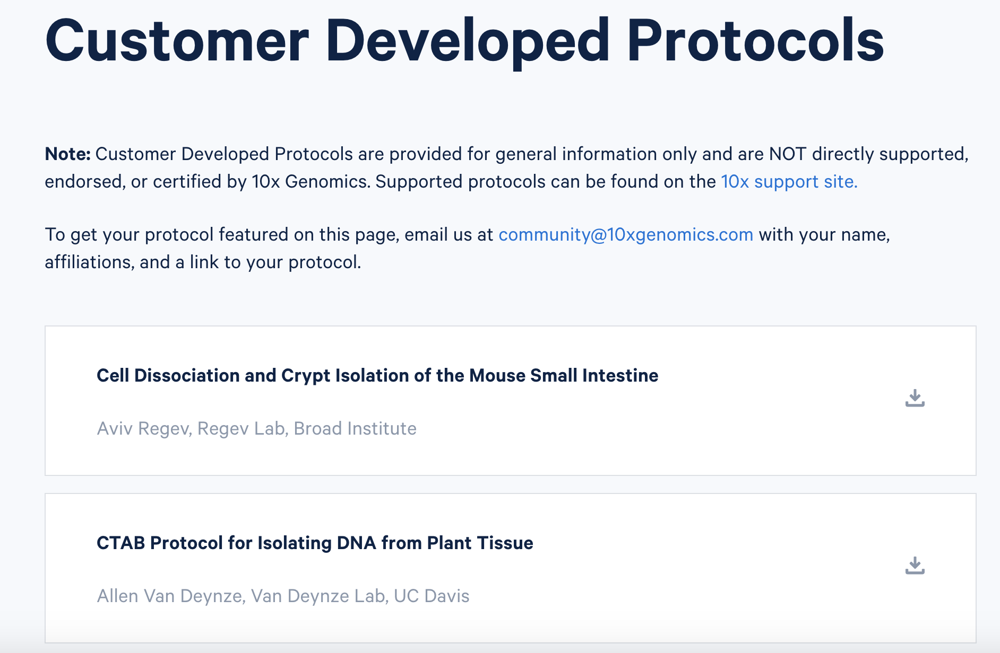 Customer Developed Protocols
Note: Customer Developed Protocols are provided for general information only and are NOT directly supported,
endorsed, or certified by 10x Genomics. Supported protocols can be found on the 10x support site.
To get your protocol featured on this page, email us at community@10xgenomics.com with your name,
affiliations, and a link to your protocol.
Cell Dissociation and Crypt Isolation of the Mouse Small Intestine
Aviv Regev, Regev Lab, Broad Institute
CTAB Protocol for Isolating DNA from Plant Tissue
Allen Van Deynze, Van Deynze Lab, UC Davis